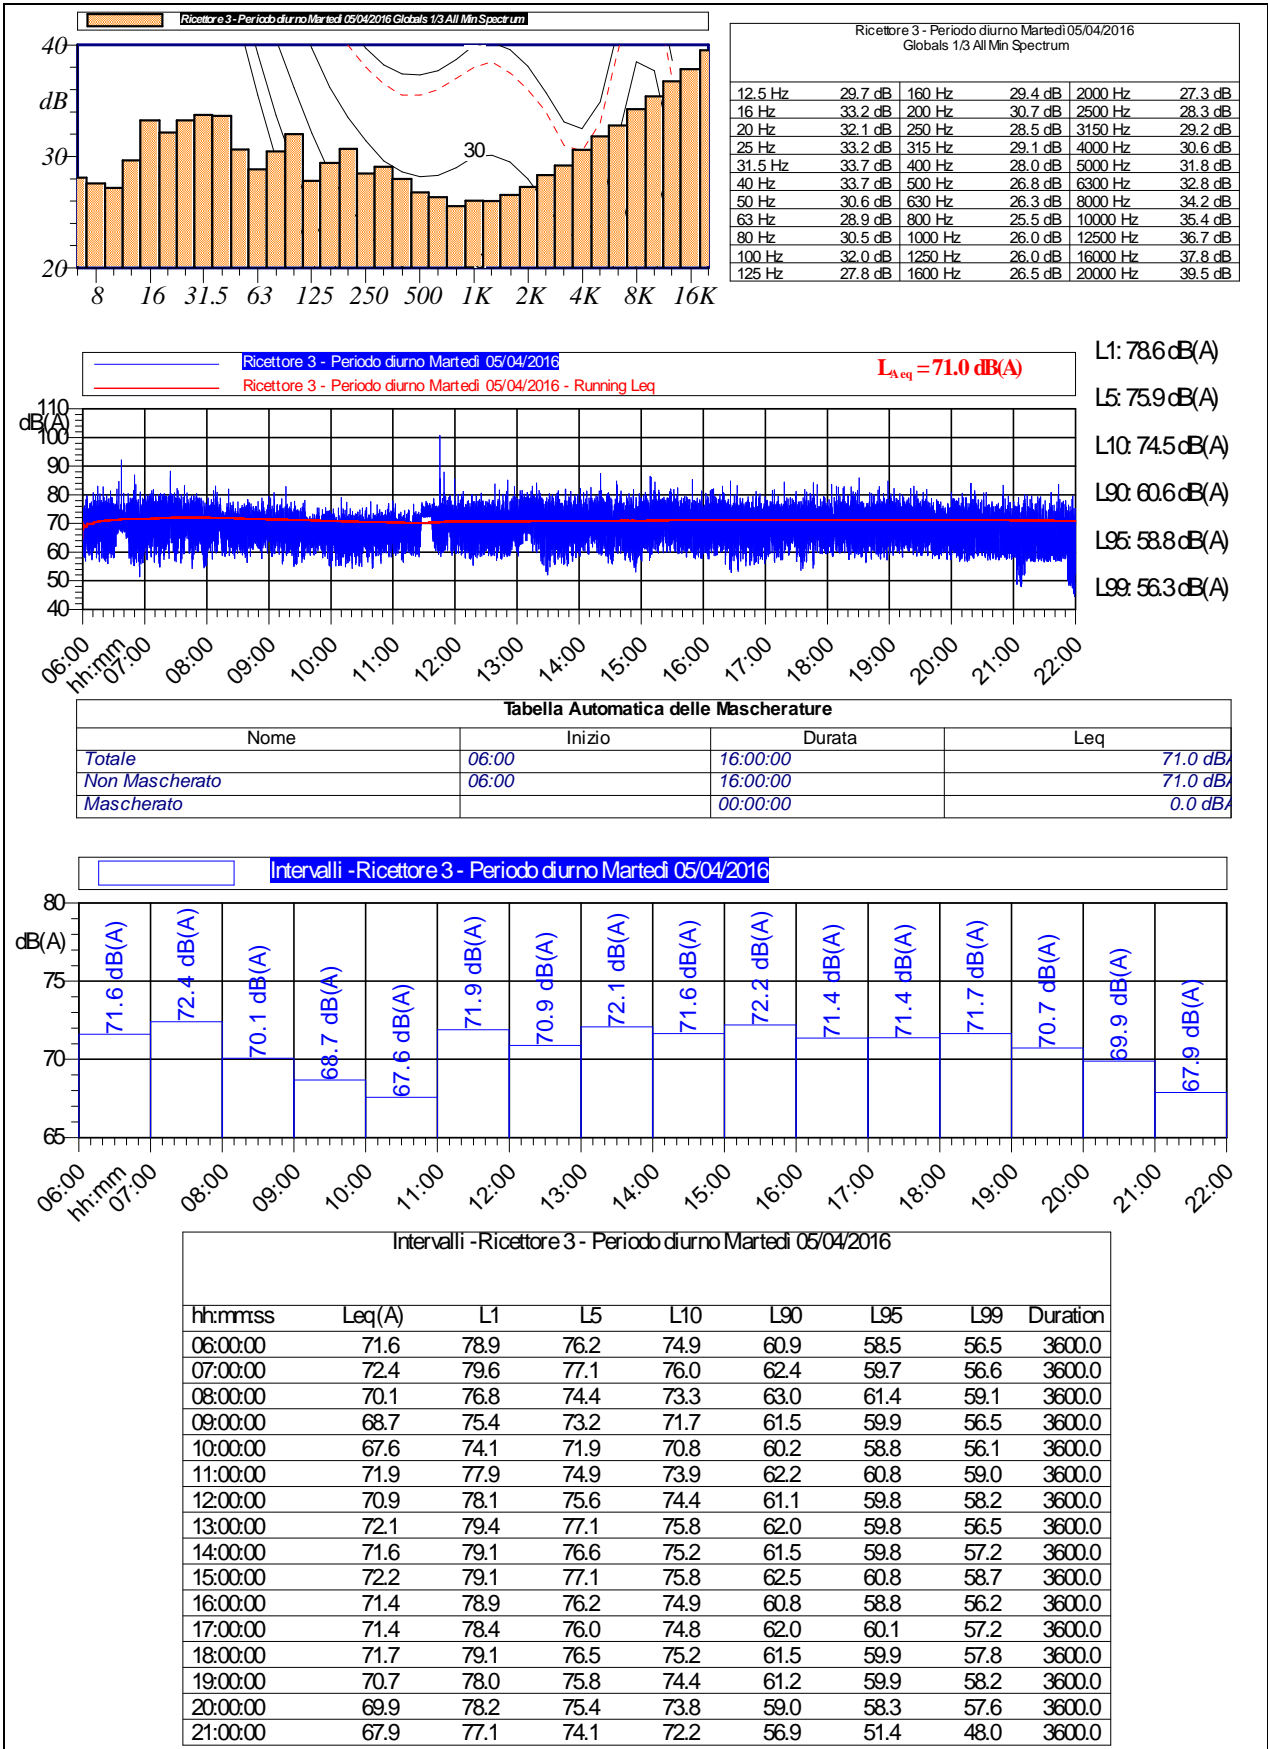 Ricettore 3 - Periodo diurno Martedì 05/04/2016 Globals 1/3 All Min Spectrum
40
dB
30
20
30
8 16 31.5 63 125 250 500 1K 2K 4K 8K 16K
Ricettore 3 - Periodo diurno Martedì 05/04/2016
Globals 1/3 All Min Spectrum
12.5 Hz 29.7 dB 160 Hz 29.4 dB 2000 Hz 27.3 dB
16 Hz 33.2 dB 200 Hz 30.7 dB 2500 Hz 28.3 dB
20 Hz 32.1 dB 250 Hz 28.5 dB 3150 Hz 29.2 dB
25 Hz 33.2 dB 315 Hz 29.1 dB 4000 Hz 30.6 dB
31.5 Hz 33.7 dB 400 Hz 28.0 dB 5000 Hz 31.8 dB
40 Hz 33.7 dB 500 Hz 26.8 dB 6300 Hz 32.8 dB
50 Hz 30.6 dB 630 Hz 26.3 dB 8000 Hz 34.2 dB
63 Hz 28.9 dB 800 Hz 25.5 dB 10000 Hz 35.4 dB
80 Hz 30.5 dB 1000 Hz 26.0 dB 12500 Hz 36.7 dB
100 Hz 32.0 dB 1250 Hz 26.0 dB 16000 Hz 37.8 dB
125 Hz 27.8 dB 1600 Hz 26.5 dB 20000 Hz 39.5 dB
Ricettore 3 - Periodo diurno Martedì 05/04/2016
Ricettore 3 - Periodo diurno Martedì 05/04/2016 - Running Leq
LA eq = 71.0 dB(A)
L1: 78.6 dB(A)
L5: 75.9 dB(A)
L10: 74.5 dB(A)
L90: 60.6 dB(A)
L95: 58.8 dB(A)
L99: 56.3 dB(A)
110
dB(A)
100
90
80
70
60
50
40
06:00 hh:mm 07:00 08:00 09:00 10:00 11:00 12:00 13:00 14:00 15:00 16:00 17:00 18:00 19:00 20:00 21:00 22:00
Tabella Automatica delle Mascherature
Nome Inizio Durata Leq
Totale 06:00 16:00:00 71.0 dBA
Non Mascherato 06:00 16:00:00 71.0 dBA
Mascherato 00:00:00 0.0 dBA
Intervalli - Ricettore 3 - Periodo diurno Martedì 05/04/2016
80
dB(A)
75
70
65
71.6 dB(A) 72.4 dB(A) 70.1 dB(A) 68.7 dB(A) 67.6 dB(A) 71.9 dB(A) 70.9 dB(A) 72.1 dB(A) 71.6 dB(A) 72.2 dB(A) 71.4 dB(A) 71.4 dB(A) 71.7 dB(A) 70.7 dB(A) 69.9 dB(A) 67.9 dB(A)
06:00 hh:mm 07:00 08:00 09:00 10:00 11:00 12:00 13:00 14:00 15:00 16:00 17:00 18:00 19:00 20:00 21:00 22:00
Intervalli - Ricettore 3 - Periodo diurno Martedì 05/04/2016
hh:mm:ss Leq(A) L1 L5 L10 L90 L95 L99 Duration
06:00:00 71.6 78.9 76.2 74.9 60.9 58.5 56.5 3600.0
07:00:00 72.4 79.6 77.1 76.0 62.4 59.7 56.6 3600.0
08:00:00 70.1 76.8 74.4 73.3 63.0 61.4 59.1 3600.0
09:00:00 68.7 75.4 73.2 71.7 61.5 59.9 56.5 3600.0
10:00:00 67.6 74.1 71.9 70.8 60.2 58.8 56.1 3600.0
11:00:00 71.9 77.9 74.9 73.9 62.2 60.8 59.0 3600.0
12:00:00 70.9 78.1 75.6 74.4 61.1 59.8 58.2 3600.0
13:00:00 72.1 79.4 77.1 75.8 62.0 59.8 56.5 3600.0
14:00:00 71.6 79.1 76.6 75.2 61.5 59.8 57.2 3600.0
15:00:00 72.2 79.1 77.1 75.8 62.5 60.8 58.7 3600.0
16:00:00 71.4 78.9 76.2 74.9 60.8 58.8 56.2 3600.0
17:00:00 71.4 78.4 76.0 74.8 62.0 60.1 57.2 3600.0
18:00:00 71.7 79.1 76.5 75.2 61.5 59.9 57.8 3600.0
19:00:00 70.7 78.0 75.8 74.4 61.2 59.9 58.2 3600.0
20:00:00 69.9 78.2 75.4 73.8 59.0 58.3 57.6 3600.0
21:00:00 67.9 77.1 74.1 72.2 56.9 51.4 48.0 3600.0